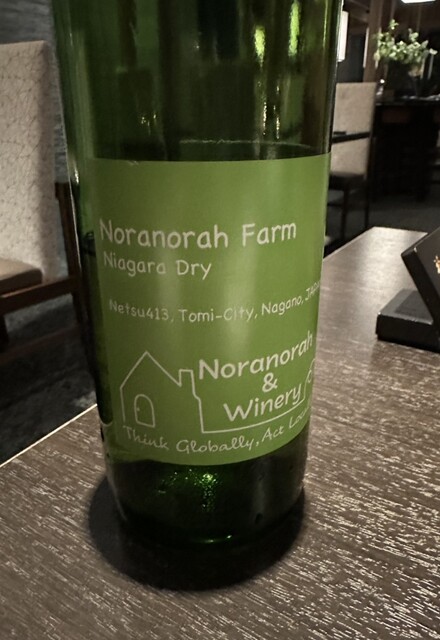 Noranorah Farm
Niagara Dry
Netsu413, Tomi-City, Nagano,
Noranorah
&
Winery
Think Globally, Act